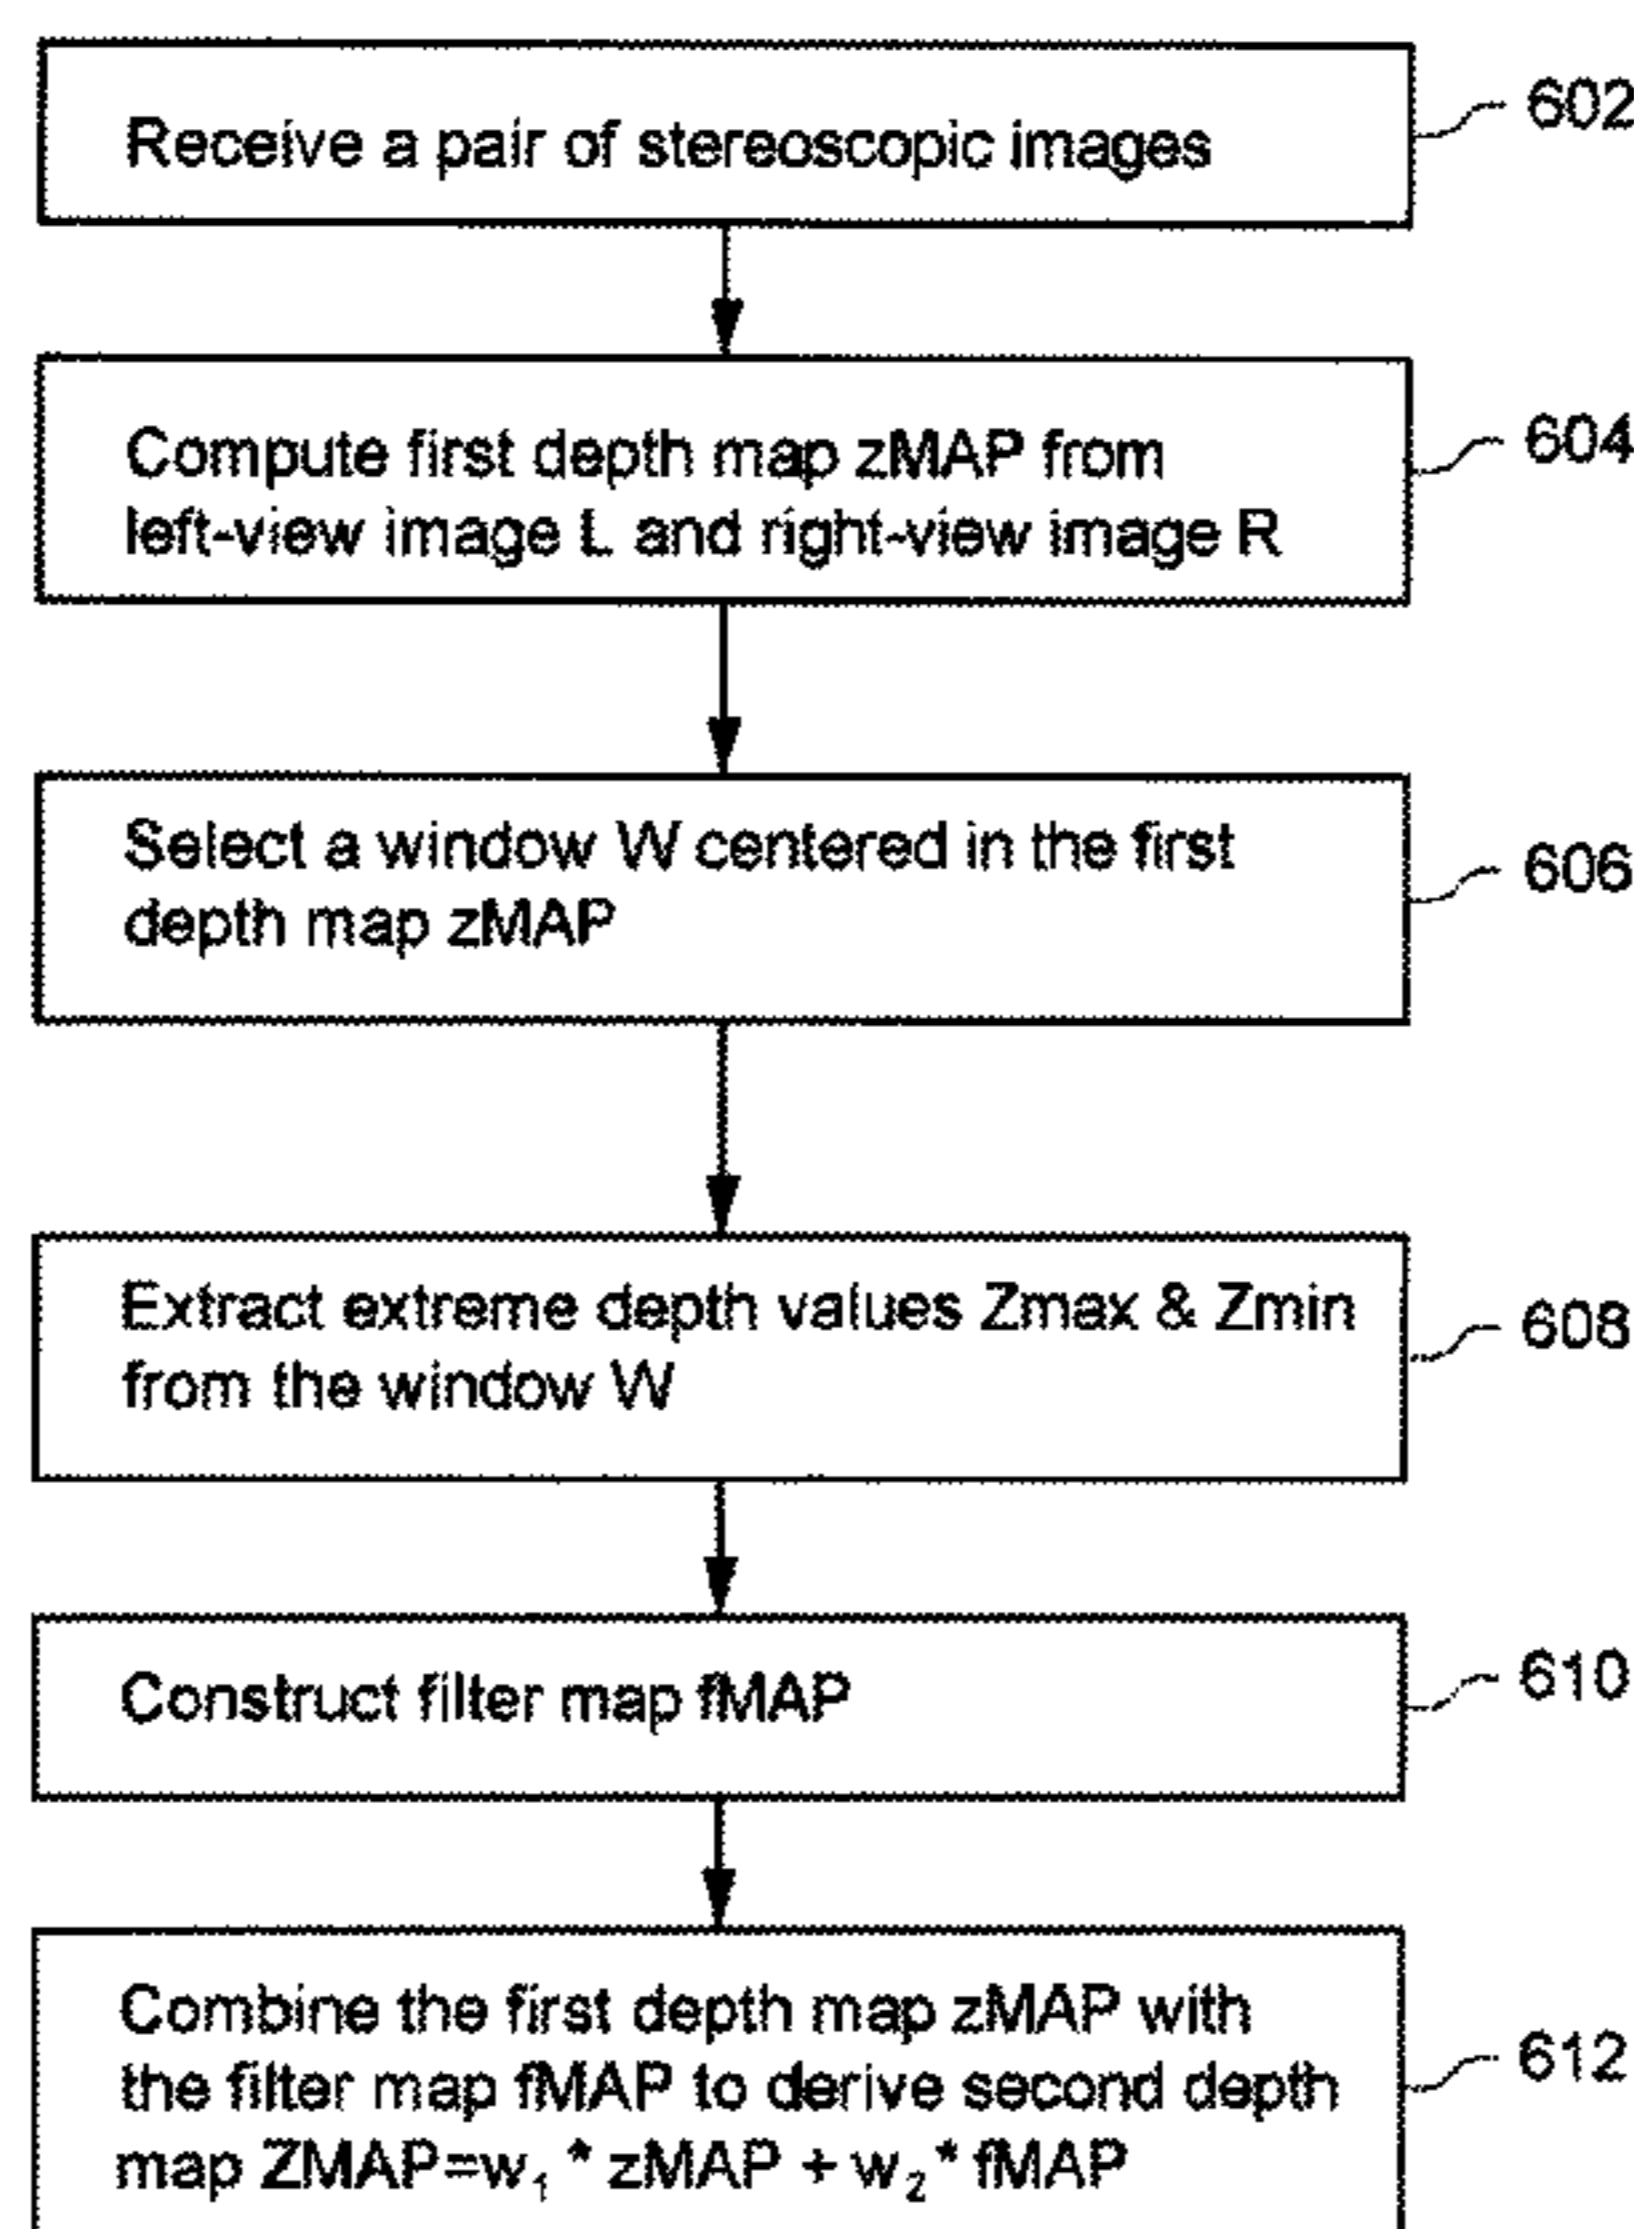 Receive a pair of stereoscopic images
602
Compute first depth map zMAP from
left-view image L and right-view image R
604
Select a window W centered in the first
depth map zMAP
606
Extract extreme depth values Zmax & Zmin
from the window W
608
Construct filter map fMAP
610
Combine the first depth map zMAP with
the filter map fMAP to derive second depth
map ZMAP=w₁ * zMAP + w₂ * fMAP
612